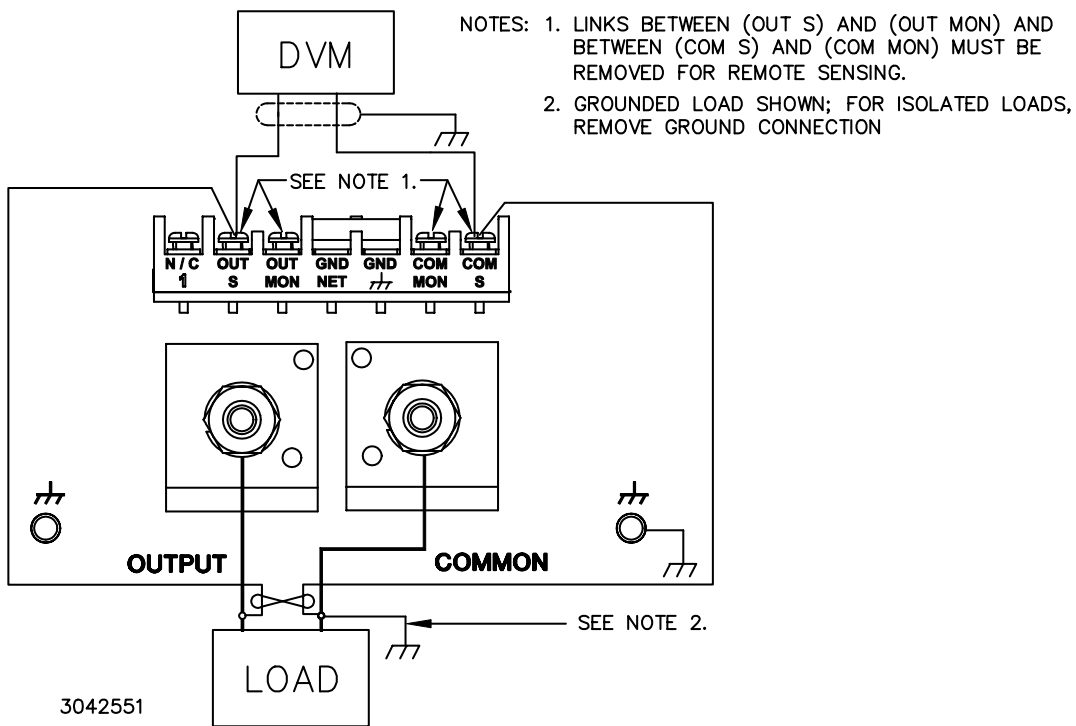 DVM
NOTES: 1. LINKS BETWEEN (OUT S) AND (OUT MON) AND
BETWEEN (COM S) AND (COM MON) MUST BE
REMOVED FOR REMOTE SENSING.
2. GROUNDED LOAD SHOWN; FOR ISOLATED LOADS,
REMOVE GROUND CONNECTION
SEE NOTE 1.
N / C OUT OUT GND GND COM COM
1 S MON NET MON S
OUTPUT COMMON
SEE NOTE 2.
LOAD
3042551